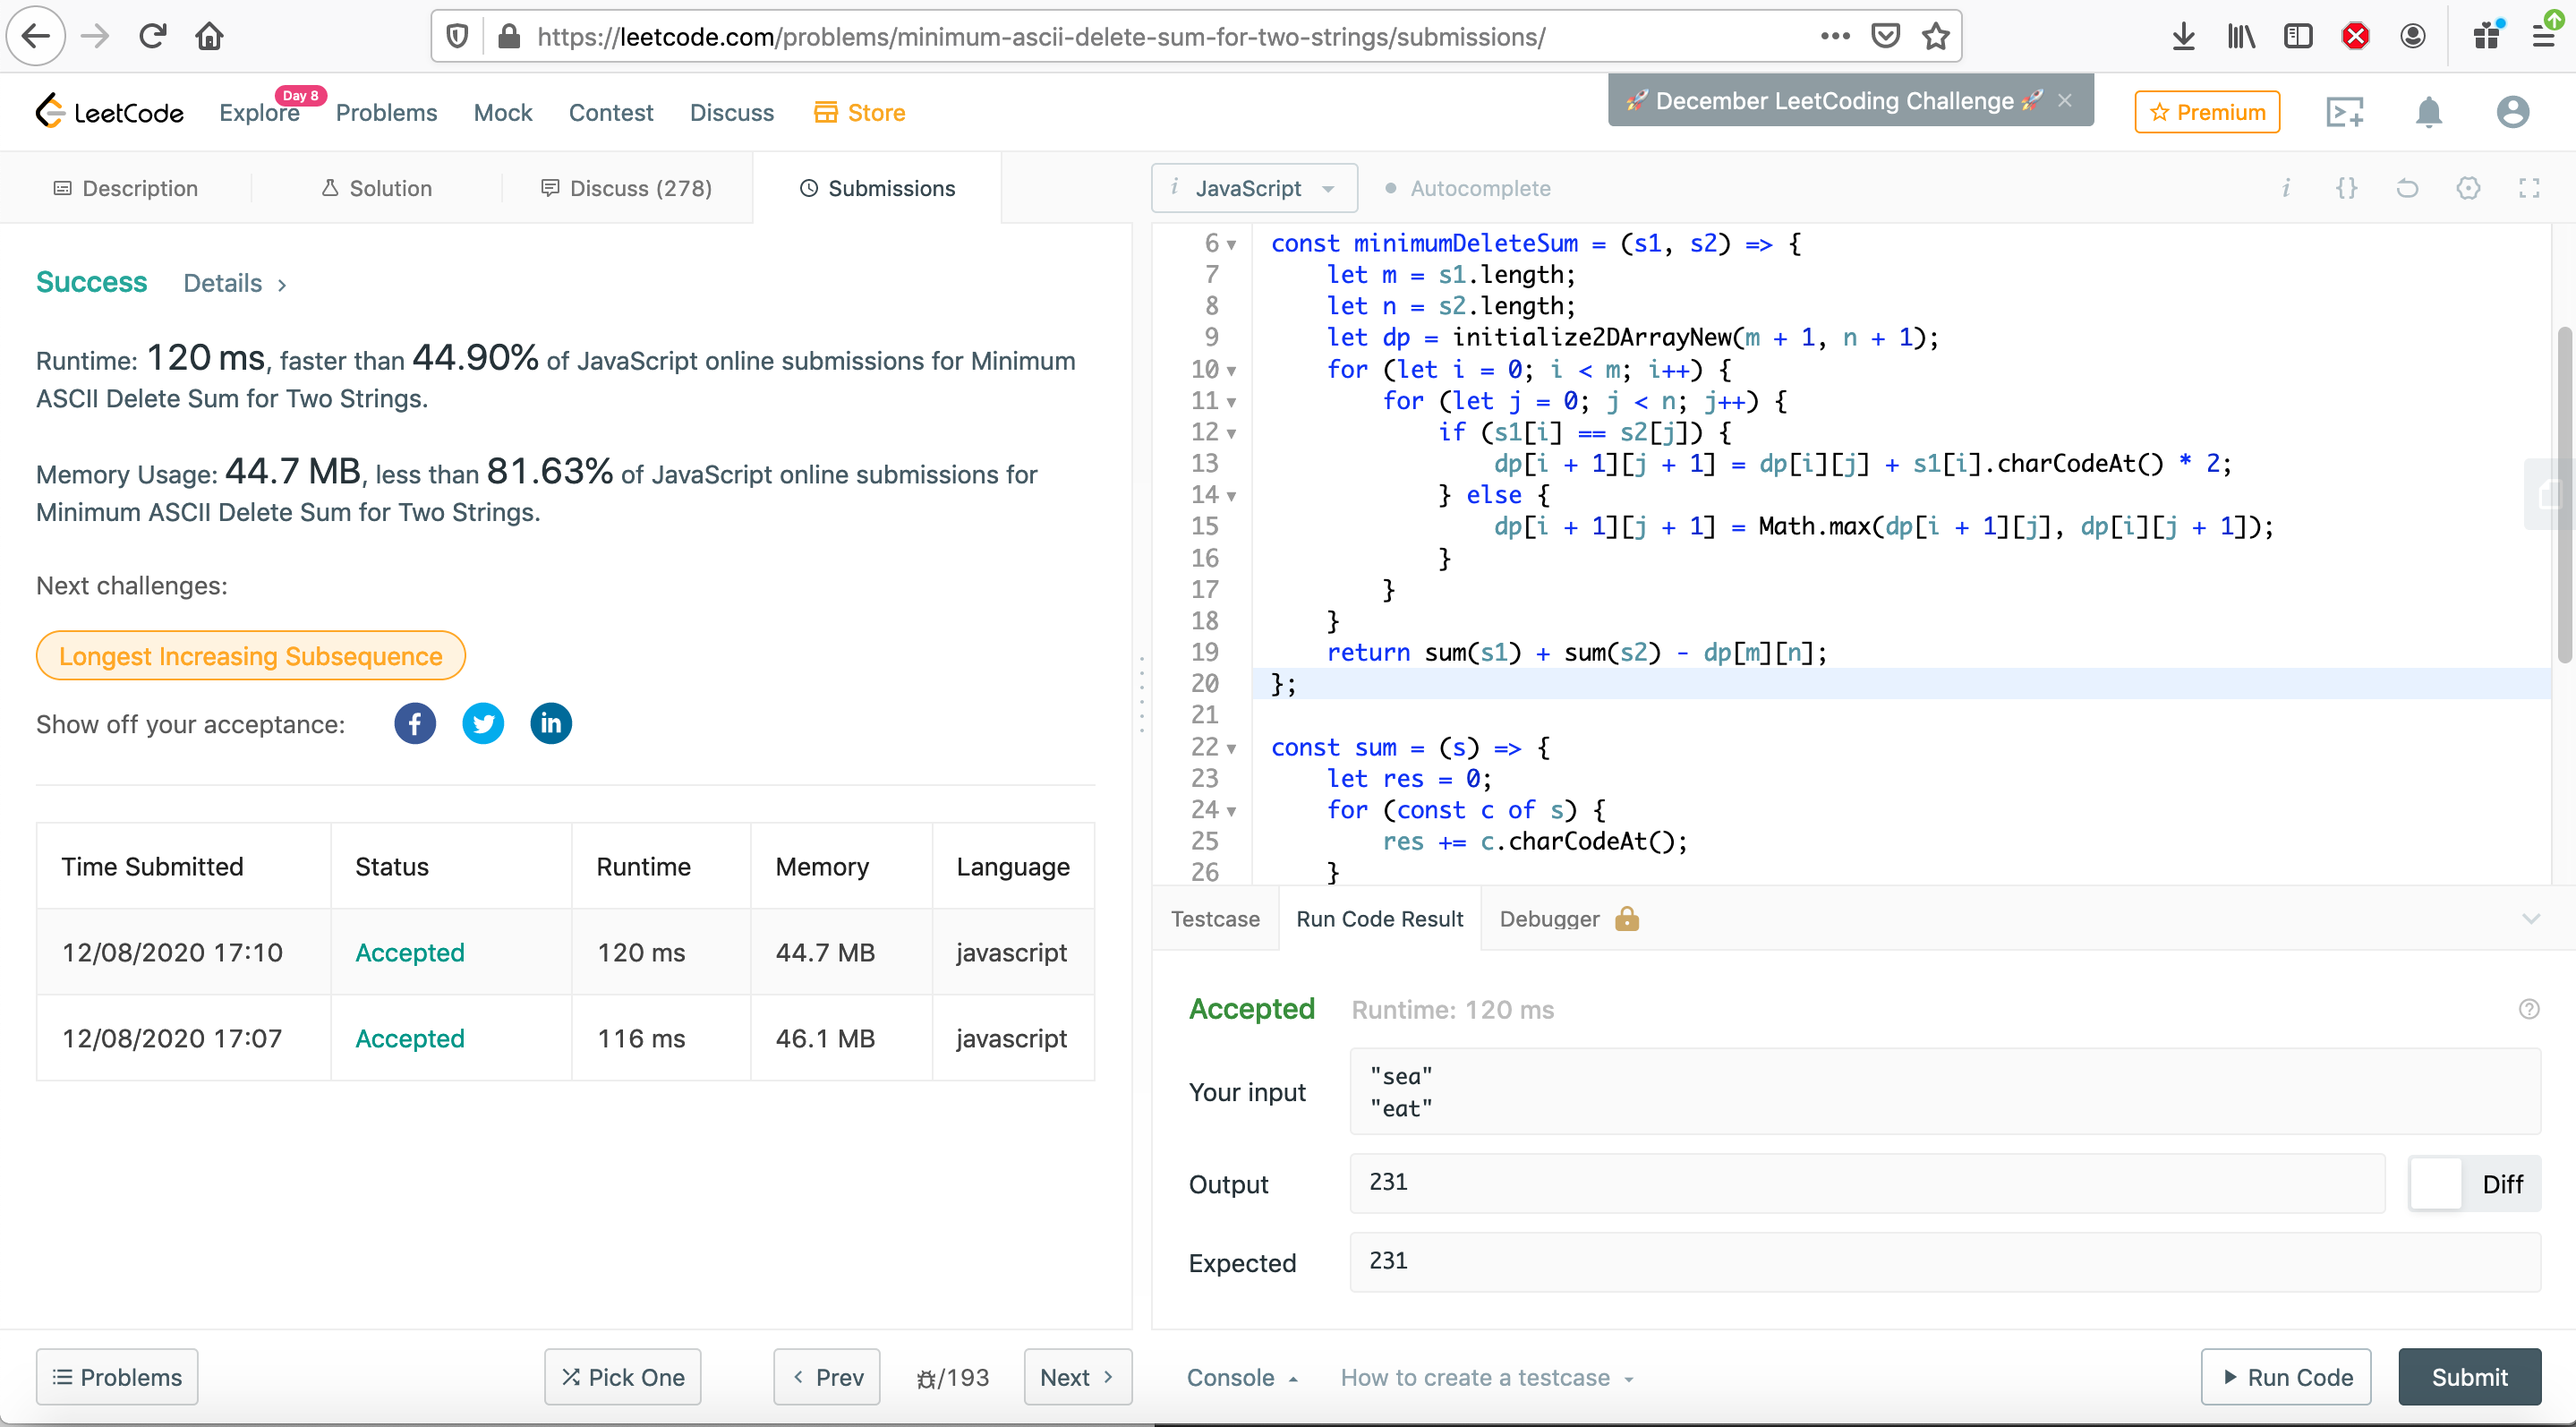 https://leetcode.com/problems/minimum-ascii-delete-sum-for-two-strings/submissions/
LeetCode
Explore
Day 8
Problems
Mock
Contest
Discuss
Store
🚀 December LeetCoding Challenge 🚀 ×
Premium
Description
Solution
Discuss (278)
Submissions
i JavaScript
Autocomplete
Success
Details >
Runtime: 120 ms, faster than 44.90% of JavaScript online submissions for Minimum
ASCII Delete Sum for Two Strings.
Memory Usage: 44.7 MB, less than 81.63% of JavaScript online submissions for
Minimum ASCII Delete Sum for Two Strings.
Next challenges:
Longest Increasing Subsequence
Show off your acceptance:
Time Submitted Status Runtime Memory Language
12/08/2020 17:10 Accepted 120 ms 44.7 MB javascript
12/08/2020 17:07 Accepted 116 ms 46.1 MB javascript
6 const minimumDeleteSum = (s1, s2) => {
7 let m = s1.length;
8 let n = s2.length;
9 let dp = initialize2DArrayNew(m + 1, n + 1);
10 for (let i = 0; i < m; i++) {
11 for (let j = 0; j < n; j++) {
12 if (s1[i] == s2[j]) {
13 dp[i + 1][j + 1] = dp[i][j] + s1[i].charCodeAt() * 2;
14 } else {
15 dp[i + 1][j + 1] = Math.max(dp[i + 1][j], dp[i][j + 1]);
16 }
17 }
18 }
19 return sum(s1) + sum(s2) - dp[m][n];
20 };
21
22 const sum = (s) => {
23 let res = 0;
24 for (const c of s) {
25 res += c.charCodeAt();
26 }
Testcase
Run Code Result
Debugger
Accepted
Runtime: 120 ms
Your input
"sea"
"eat"
Output
231
Diff
Expected
231
Problems
Pick One
< Prev
/193
Next >
Console
How to create a testcase
Run Code
Submit